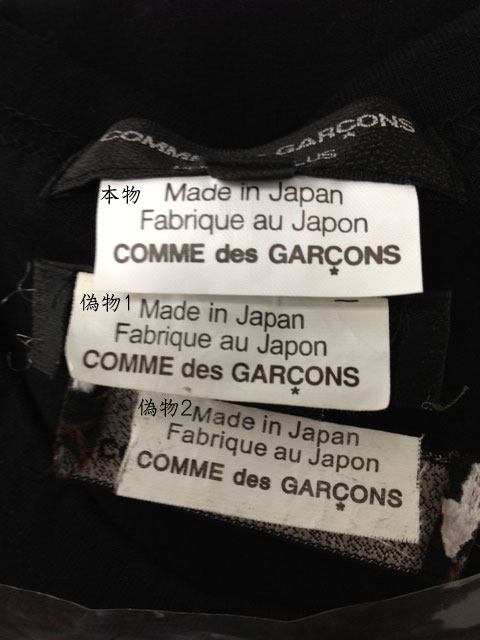 COMME des GARÇONS
PLUS
本物
Made in Japan
Fabrique au Japon
COMME des GARÇONS
*
偽物1
Made in Japan
Fabrique au Japon
COMME des GARÇONS
*
偽物2
Made in Japan
Fabrique au Japon
COMME des GARÇONS
*